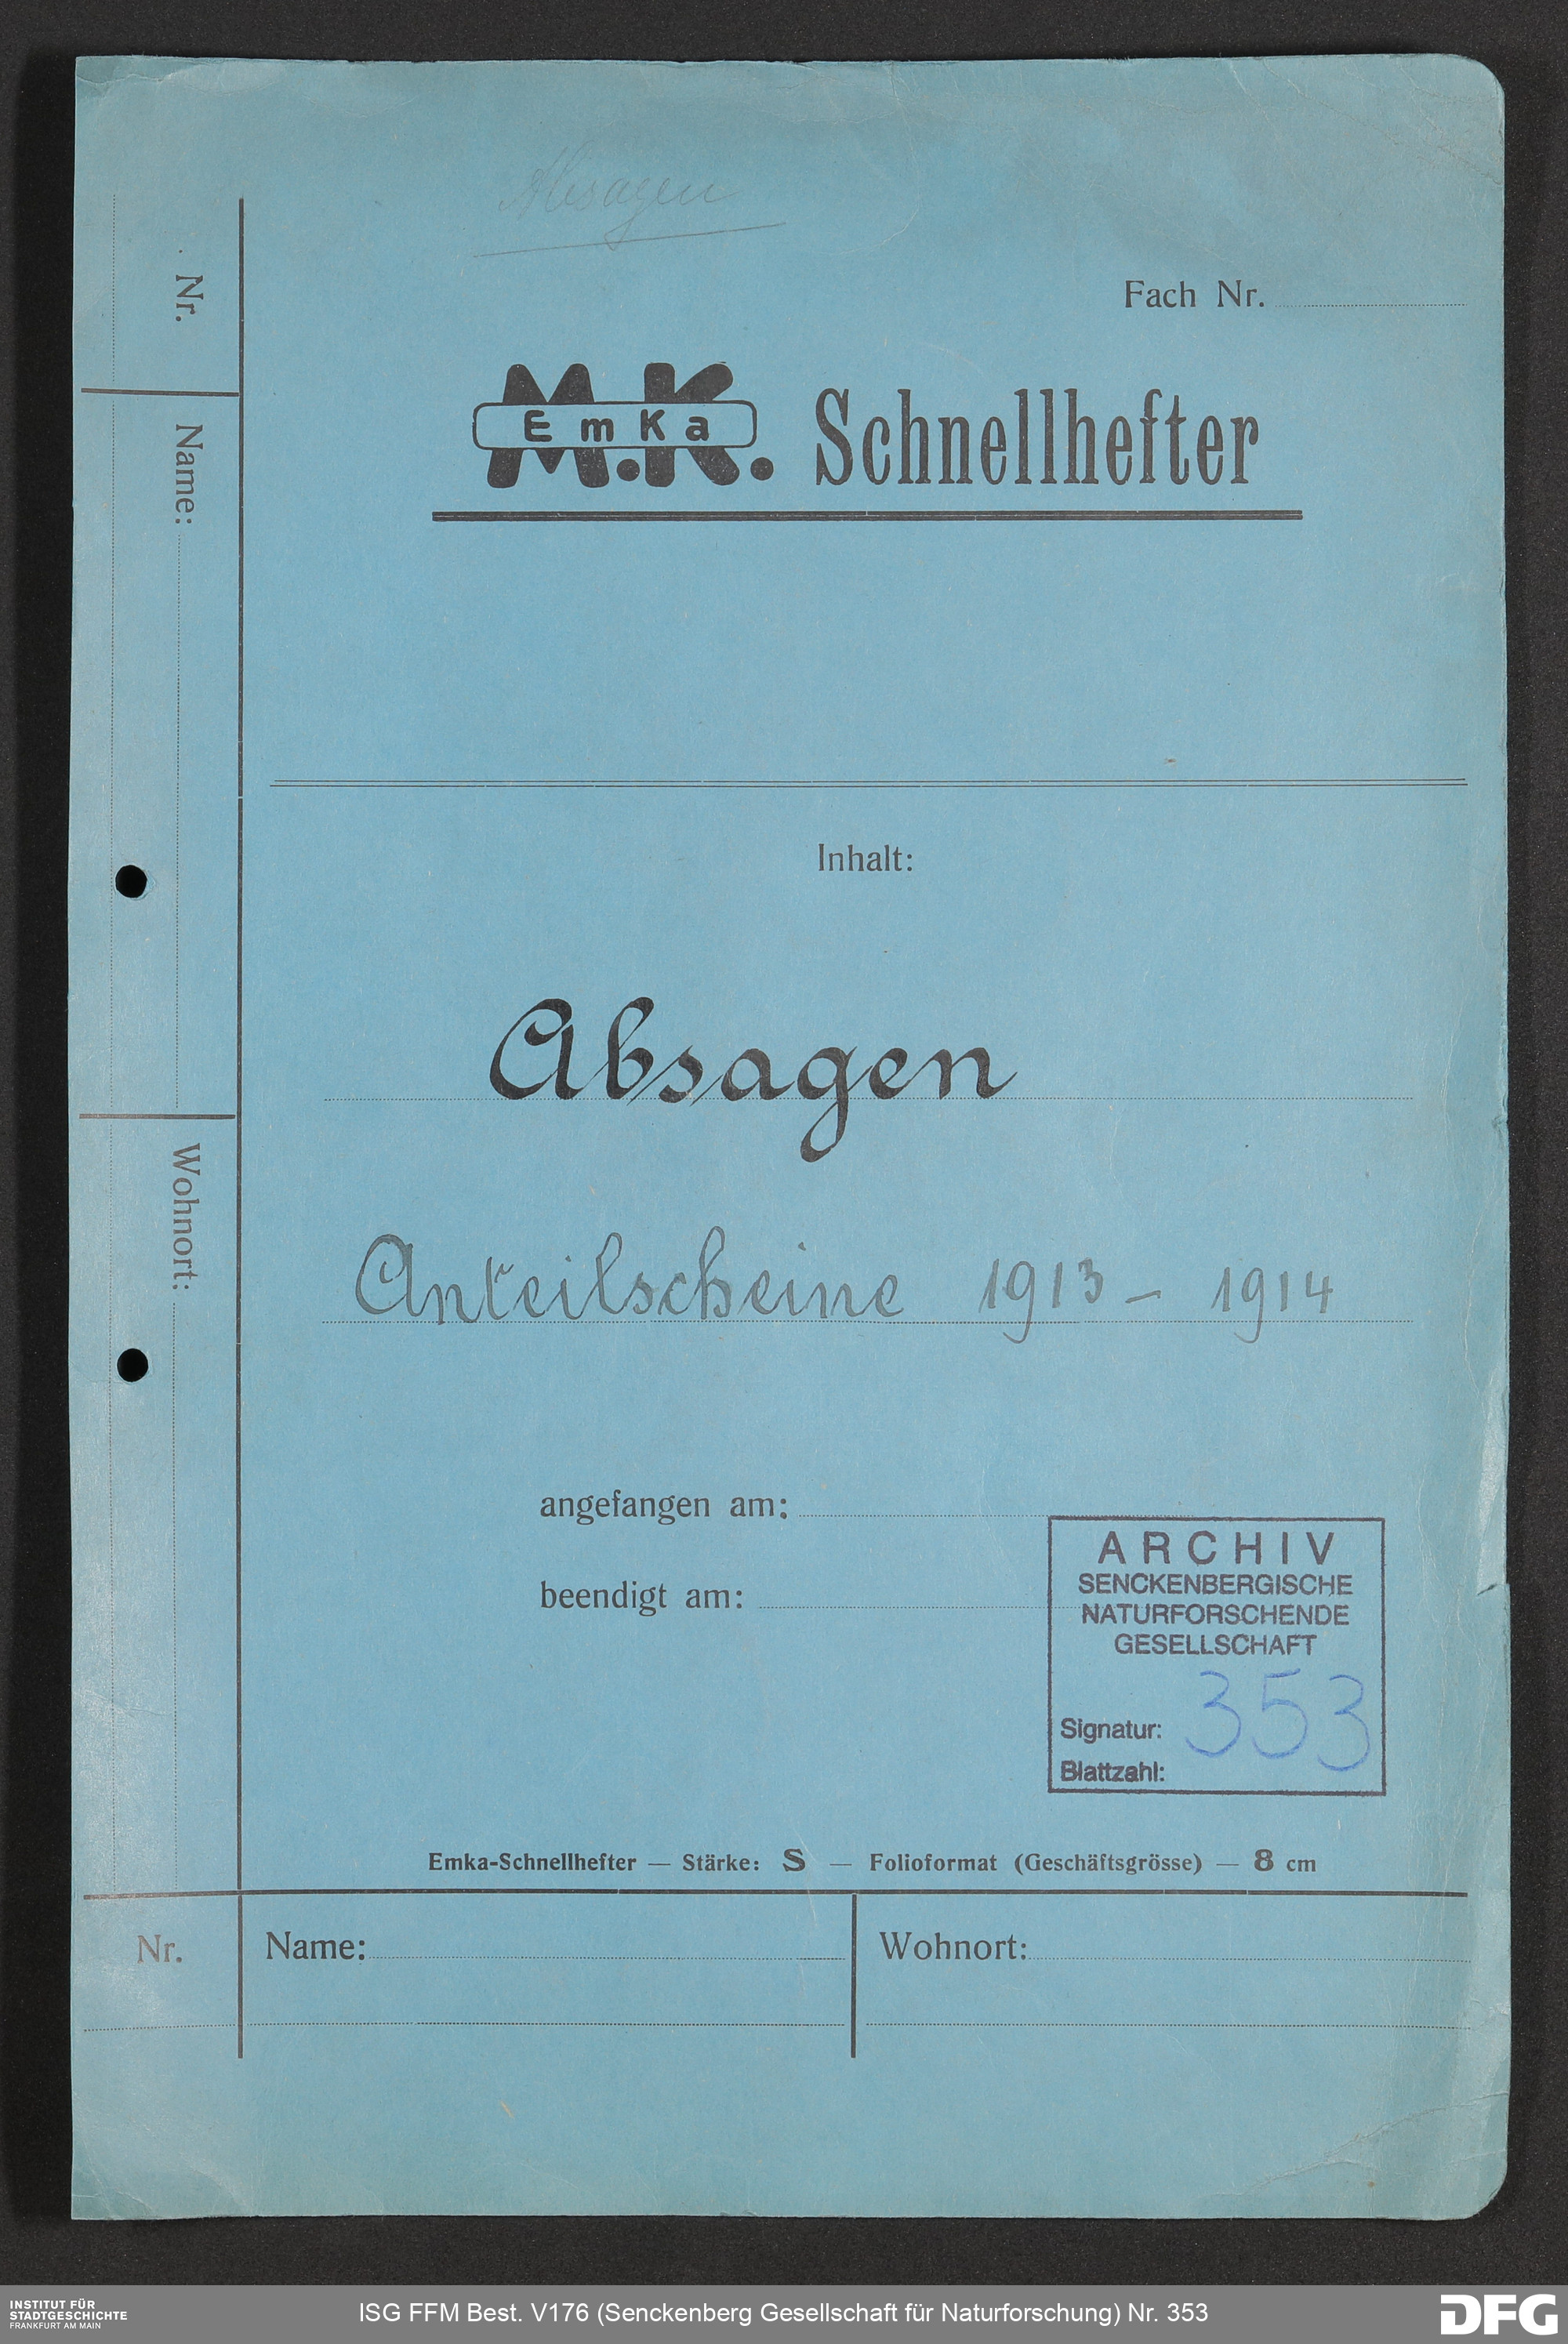 Absagen
Fach Nr.
M.K.
EmKa
Schnellhefter
Inhalt:
Absagen
Anteilscheine 1913 – 1914
angefangen am:
beendigt am:
ARCHIV
SENCKENBERGISCHE
NATURFORSCHENDE
GESELLSCHAFT
Signatur: 353
Blattzahl:
Emka-Schnellhefter — Stärke: S — Folioformat (Geschäftsgrösse) — 8 cm
Nr.
Name:
Wohnort:
Nr.
Name:
Wohnort:
INSTITUT FÜR
STADTGESCHICHTE
FRANKFURT AM MAIN
ISG FFM Best. V176 (Senckenberg Gesellschaft für Naturforschung) Nr. 353
DFG